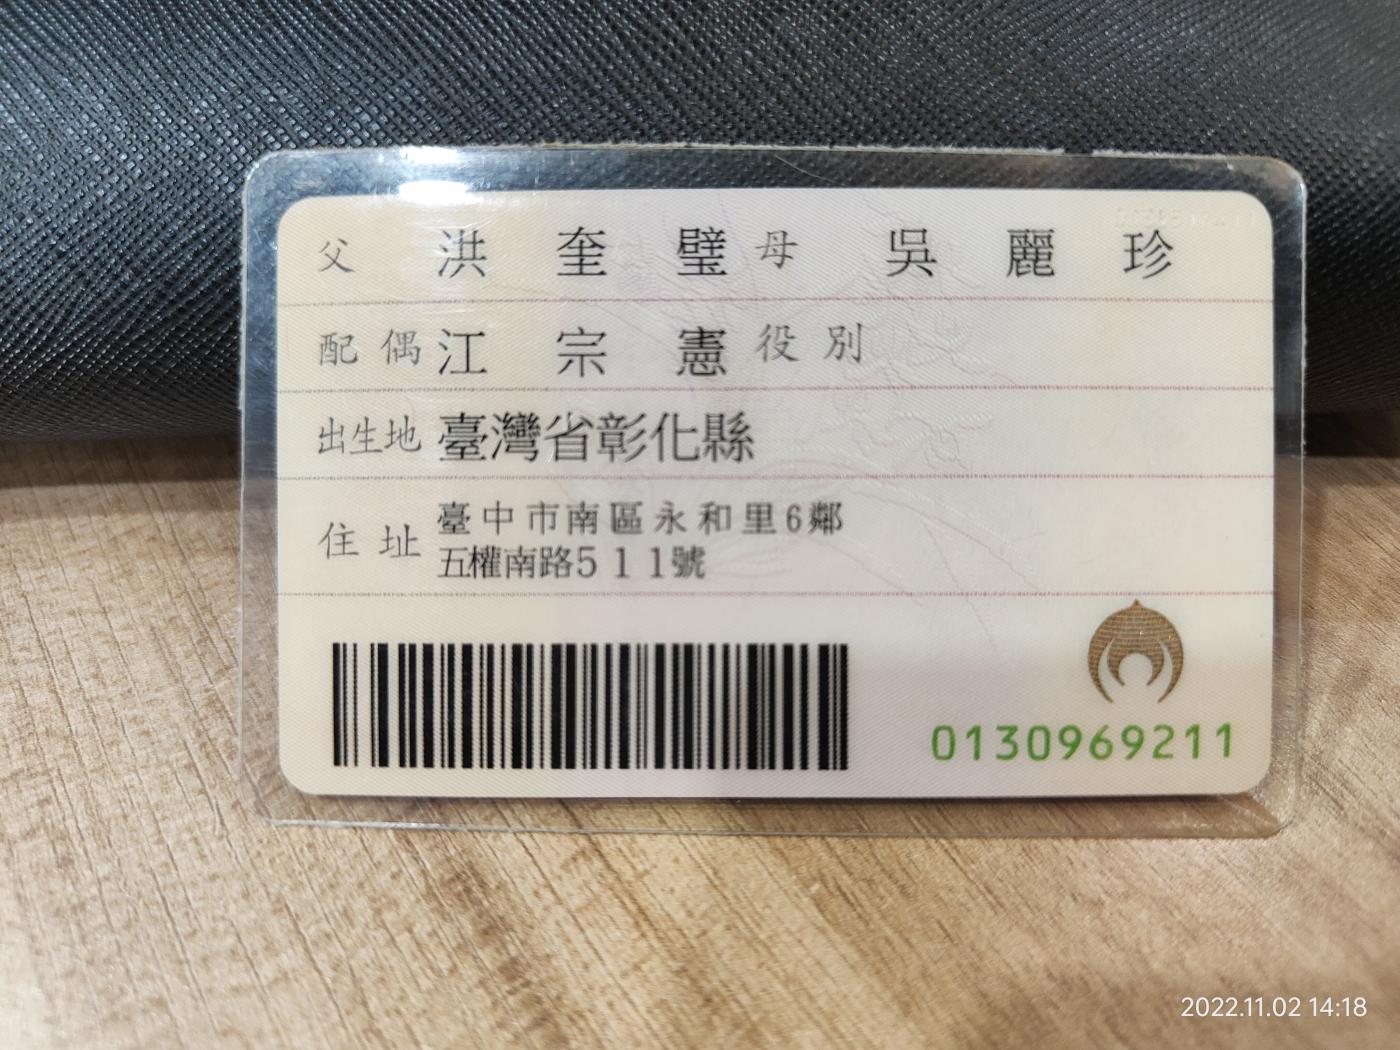 父 洪奎璧 母 吳麗珍
配偶 江宗憲 役別
出生地 臺灣省彰化縣
住址 臺中市南區永和里6鄰
五權南路511號
0130969211
2022.11.02 14:18